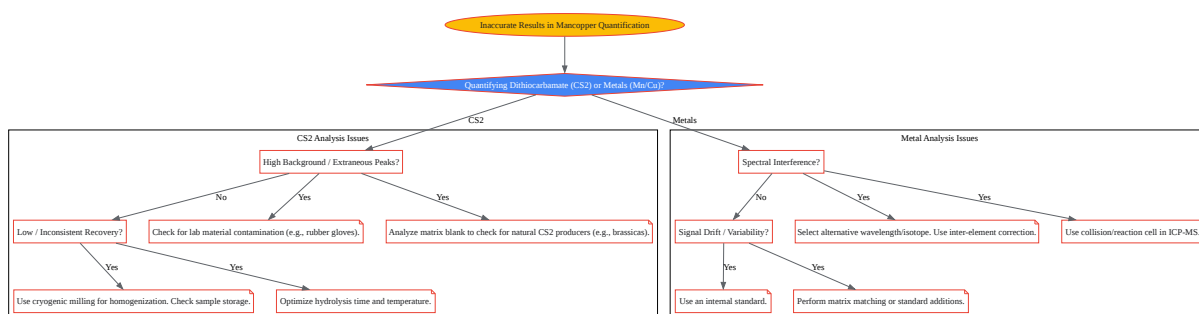 Inaccurate Results in Mancopper Quantification
Quantifying Dithiocarbamate (CS2) or Metals (Mn/Cu)?
CS2
Metals
CS2 Analysis Issues
Metal Analysis Issues
High Background / Extraneous Peaks?
Spectral Interference?
No
Yes
Yes
No
Yes
Yes
Low / Inconsistent Recovery?
Check for lab material contamination (e.g., rubber gloves).
Analyze matrix blank to check for natural CS2 producers (e.g., brassicas).
Signal Drift / Variability?
Select alternative wavelength/isotope. Use inter-element correction.
Use collision/reaction cell in ICP-MS.
Yes
Yes
Yes
Yes
Use cryogenic milling for homogenization. Check sample storage.
Optimize hydrolysis time and temperature.
Use an internal standard.
Perform matrix matching or standard additions.